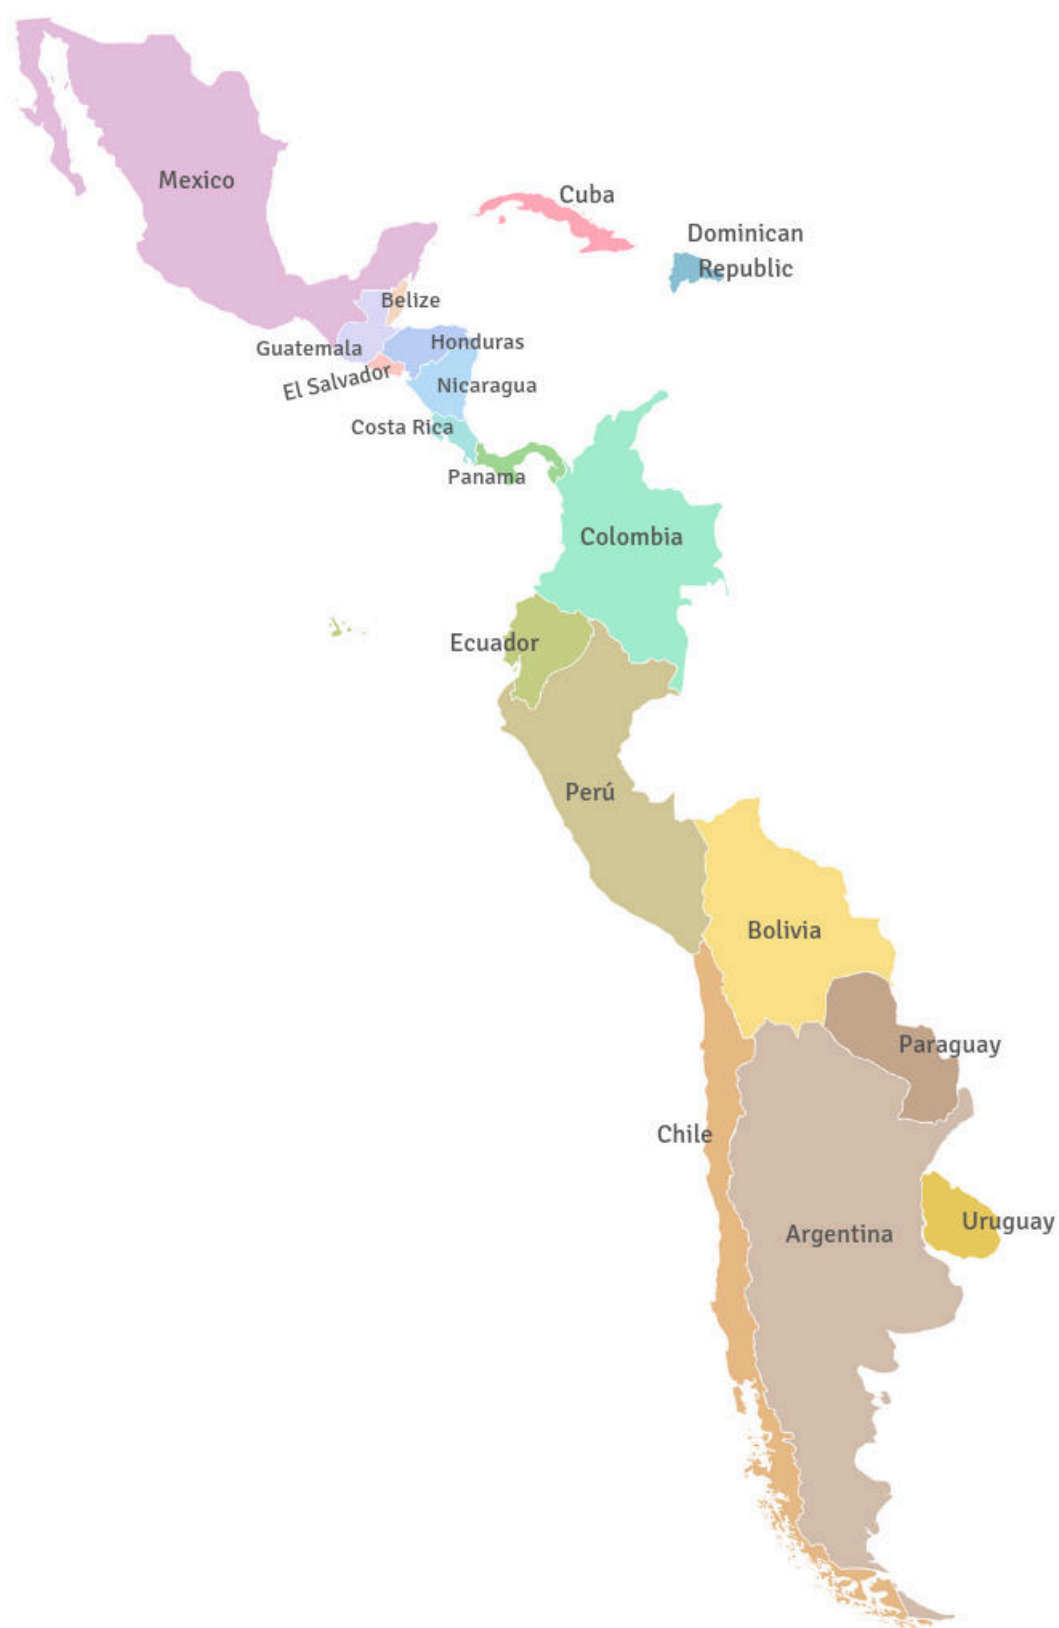 Mexico
Cuba
Dominican
Republic
Belize
Honduras
Guatemala
El Salvador
Nicaragua
Costa Rica
Panama
Colombia
Ecuador
Perú
Bolivia
Paraguay
Chile
Uruguay
Argentina